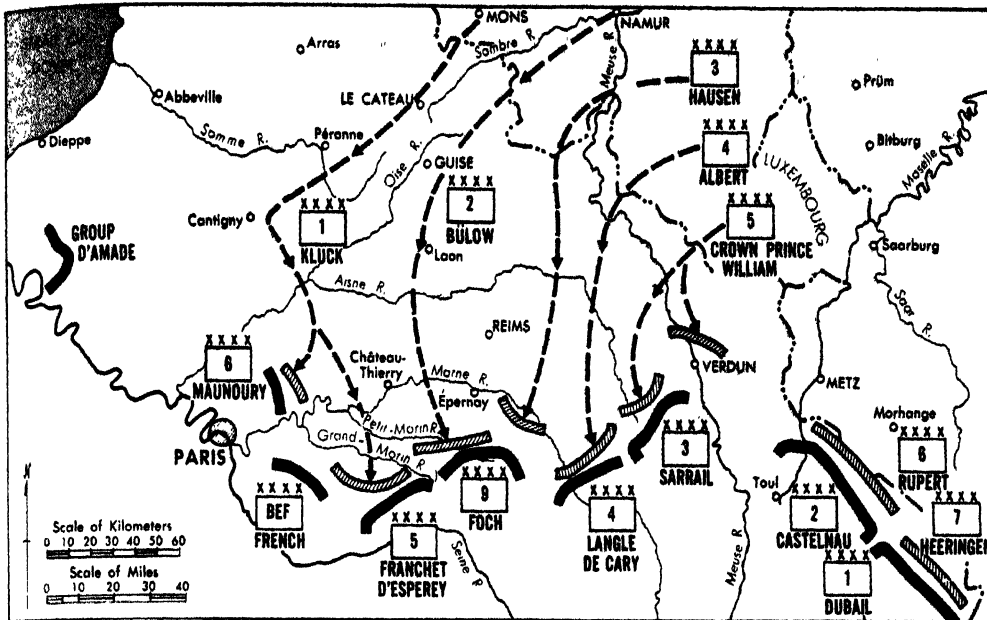 MONS
NAMUR
Arras
Sambre R.
Meuse R.
X X X X
3
HAUSEN
Prüm
Abbeville
LE CATEAU
Somme R.
Péranne
Dieppe
Oise R.
GUISE
X X X X
4
ALBERT
LUXEMBOURG
Bitburg
Maselle R.
X X X X
2
BÜLOW
X X X X
1
KLUCK
Cantigny
Laon
X X X X
5
CROWN PRINCE
WILLIAM
Saarburg
GROUP
D'AMADE
Aisne R.
Saar R.
REIMS
X X X X
6
MAUNOURY
Château-
Thierry
Marne R.
Épernay
VERDUN
METZ
Petit-Morin R.
Grand-Morin R.
PARIS
Morhange
X X X X
6
RUPERT
X X X X
3
SARRAIL
Toul
X X X X
BEF
FRENCH
X X X X
9
FOCH
X X X X
4
LANGLE
DE CARY
X X X X
2
CASTELNAU
X X X X
7
HEERINGEN
X X X X
5
FRANCHET
D'ESPEREY
Seine R
Meuse R.
X X X X
1
DUBAIL
N
Scale of Kilometers
0 10 20 30 40 50 60
Scale of Miles
0 10 20 30 40